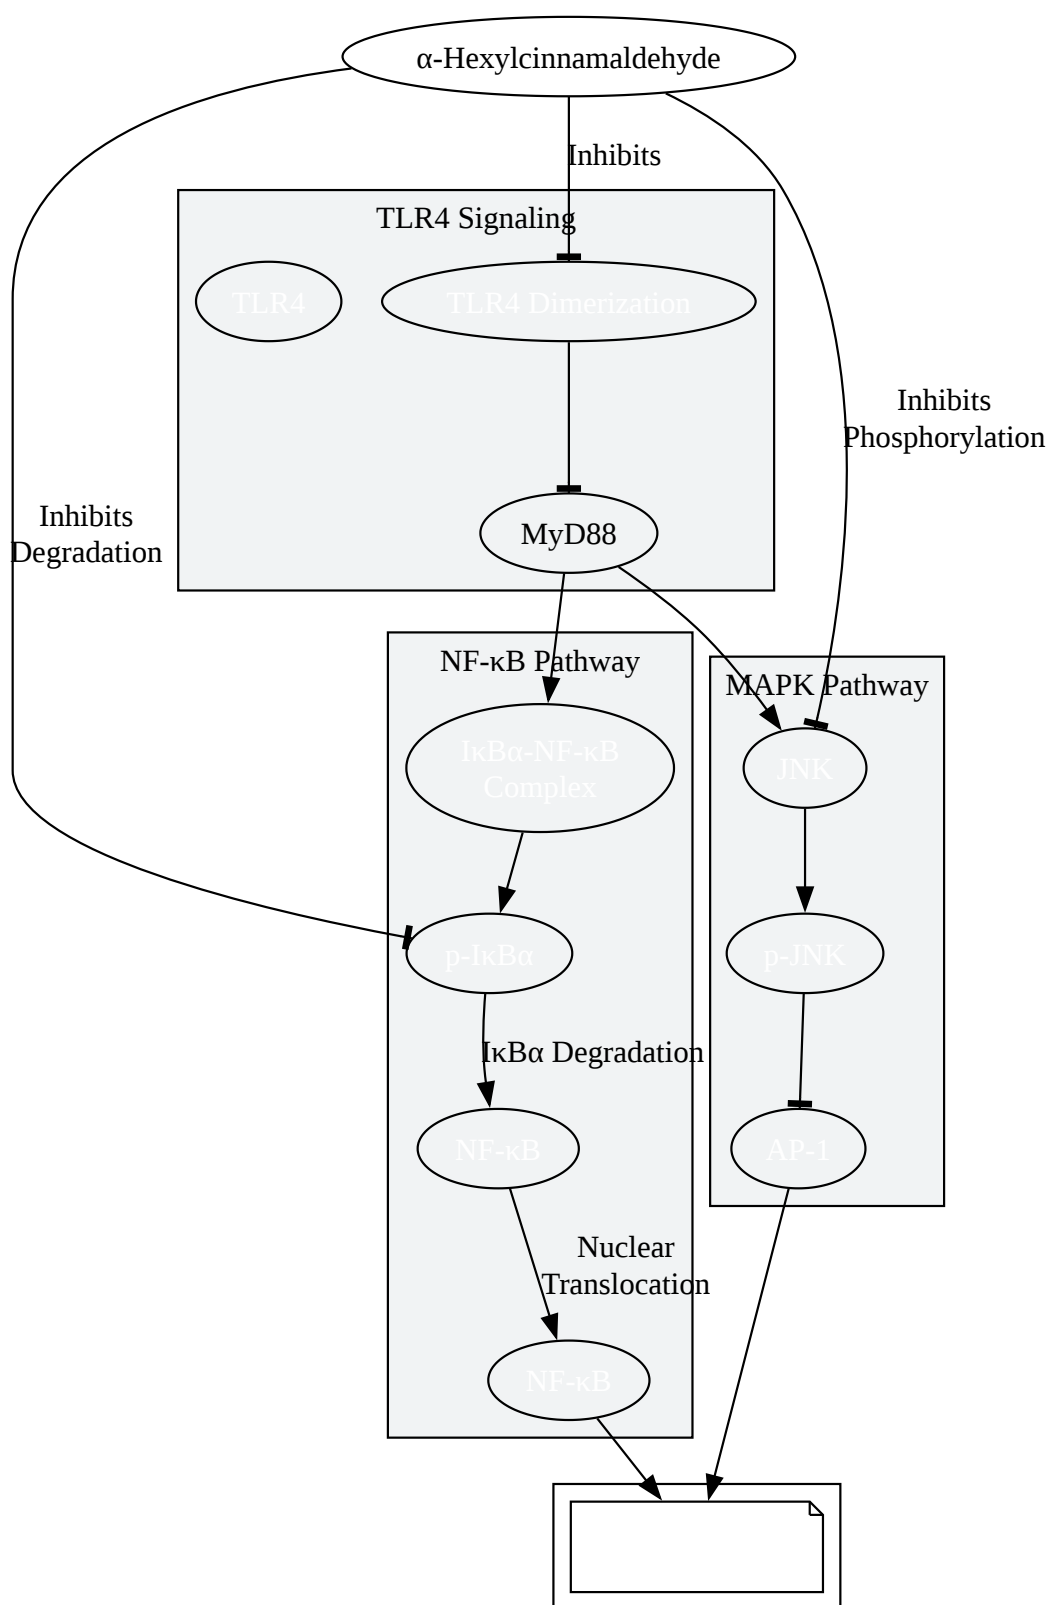 α-Hexylcinnamaldehyde
Inhibits
TLR4 Signaling
TLR4
TLR4 Dimerization
Inhibits
Phosphorylation
Inhibits
Degradation
MyD88
NF-κB Pathway
MAPK Pathway
IκBα-NF-κB
Complex
JNK
p-IκBα
p-JNK
IκBα Degradation
NF-κB
AP-1
Nuclear
Translocation
NF-κB